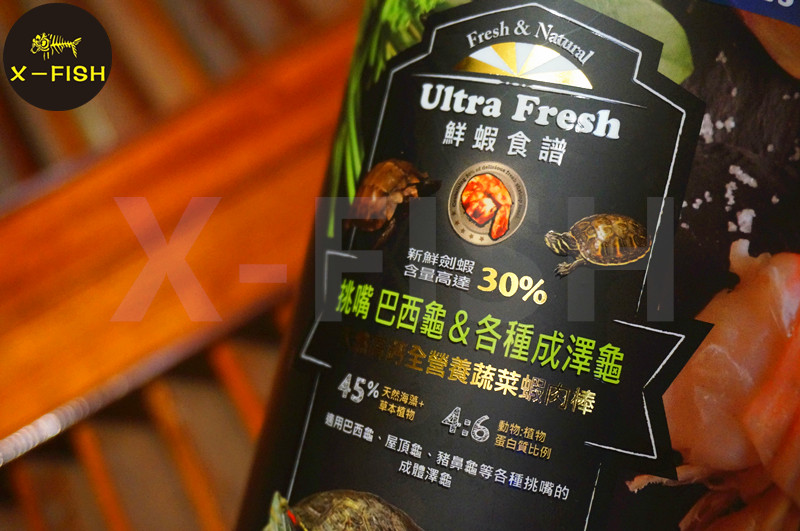 X-FISH
Fresh & Natural
Ultra Fresh
鮮蝦食譜
新鮮劍蝦
含量高達 30%
挑嘴 巴西龜&各種成澤龜
全營養蔬菜蝦肉棒
45% 天然海藻+
草本植物
4:6 動物:植物
蛋白質比例
適用巴西龜、屋頂龜、豬鼻龜等各種挑嘴的
成體澤龜
X-FISH